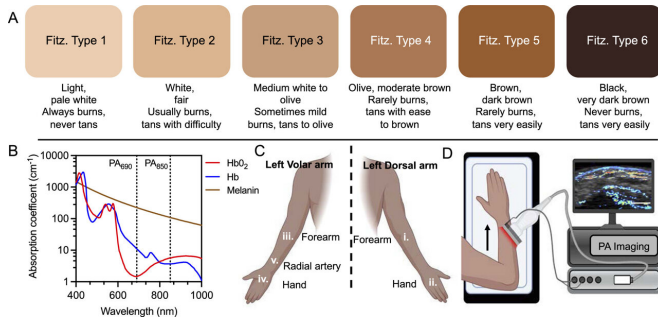 A
Fitz. Type 1
Fitz. Type 2
Fitz. Type 3
Fitz. Type 4
Fitz. Type 5
Fitz. Type 6
Light,
pale white
Always burns,
never tans
White,
fair
Usually burns,
tans with difficulty
Medium white to
olive
Sometimes mild
burns, tans to olive
Olive, moderate brown
Rarely burns,
tans with ease
to brown
Brown,
dark brown
Rarely burns,
tans very easily
Black,
very dark brown
Never burns,
tans very easily
B
PA690
PA850
HbO2
Hb
Melanin
Absorption coefficent (cm-1)
10000
1000
100
10
1
400
600
800
1000
Wavelength (nm)
C
Left Volar arm
iii.
Forearm
v.
Radial artery
iv.
Hand
Left Dorsal arm
Forearm
i.
Hand
ii.
D
PA Imaging